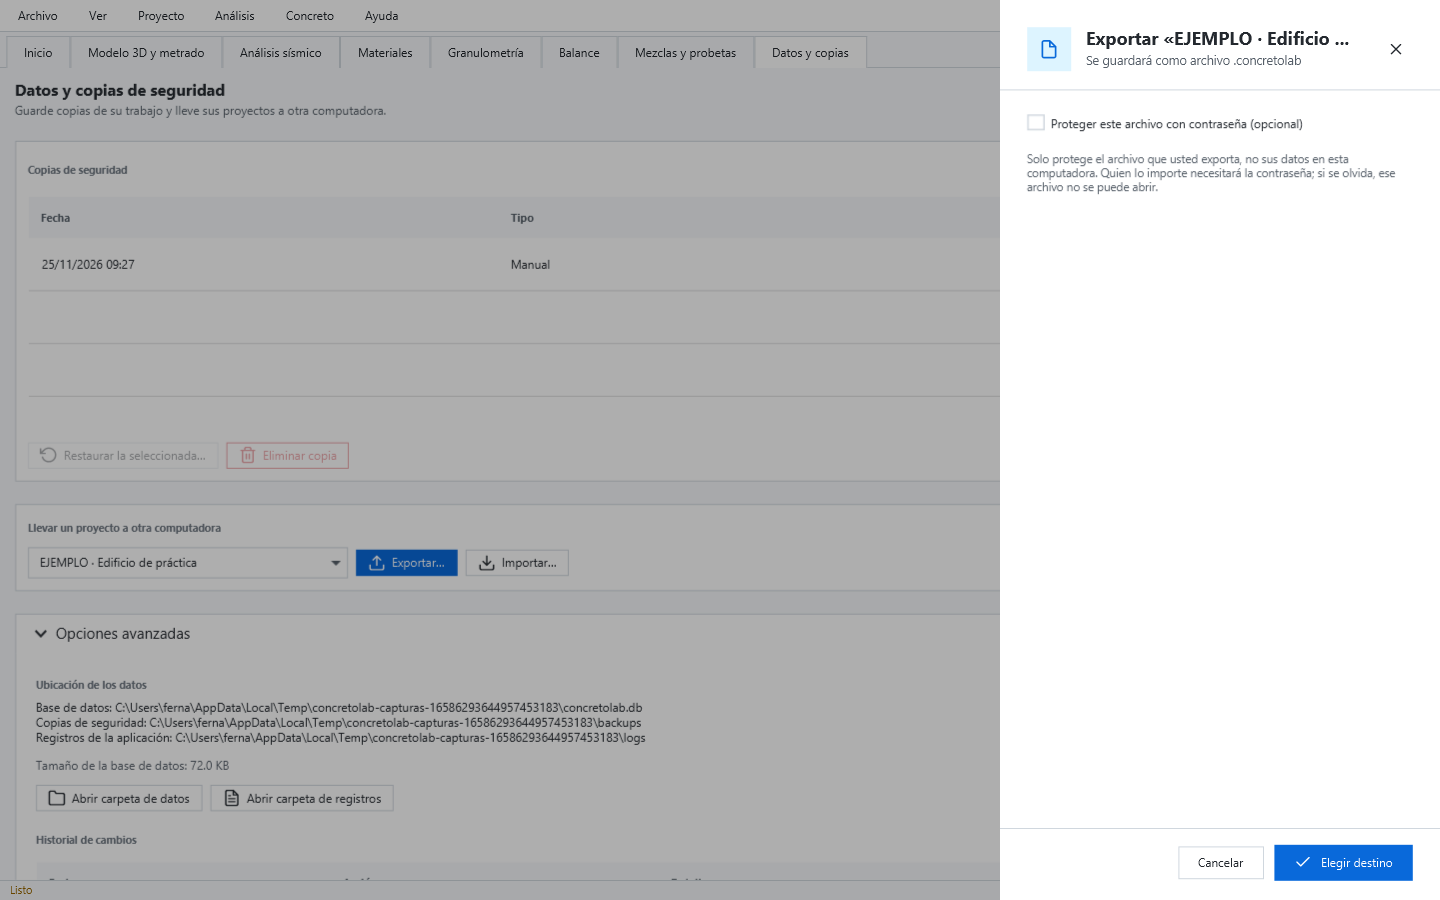 Archivo Ver Proyecto Análisis Concreto Ayuda
Inicio Modelo 3D y metrado Análisis sísmico Materiales Granulometría Balance Mezclas y probetas Datos y copias
Datos y copias de seguridad
Guarde copias de su trabajo y lleve sus proyectos a otra computadora.
Copias de seguridad
Fecha Tipo
25/11/2026 09:27 Manual
Restaurar la seleccionada... Eliminar copia
Llevar un proyecto a otra computadora
EJEMPLO · Edificio de práctica Exportar... Importar...
Opciones avanzadas
Ubicación de los datos
Base de datos: C:\Users\ferna\AppData\Local\Temp\concretolab-capturas-16586293644957453183\concretolab.db
Copias de seguridad: C:\Users\ferna\AppData\Local\Temp\concretolab-capturas-16586293644957453183\backups
Registros de la aplicación: C:\Users\ferna\AppData\Local\Temp\concretolab-capturas-16586293644957453183\logs
Tamaño de la base de datos: 72.0 KB
Abrir carpeta de datos Abrir carpeta de registros
Historial de cambios
Listo
Exportar «EJEMPLO · Edificio ...
Se guardará como archivo .concretolab
Proteger este archivo con contraseña (opcional)
Solo protege el archivo que usted exporta, no sus datos en esta
computadora. Quien lo importe necesitará la contraseña; si se olvida, ese
archivo no se puede abrir.
Cancelar Elegir destino